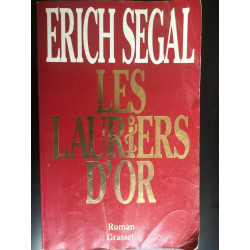 ERICH SEGAL
LES
LAURIERS
D'OR
Roman
Grasset